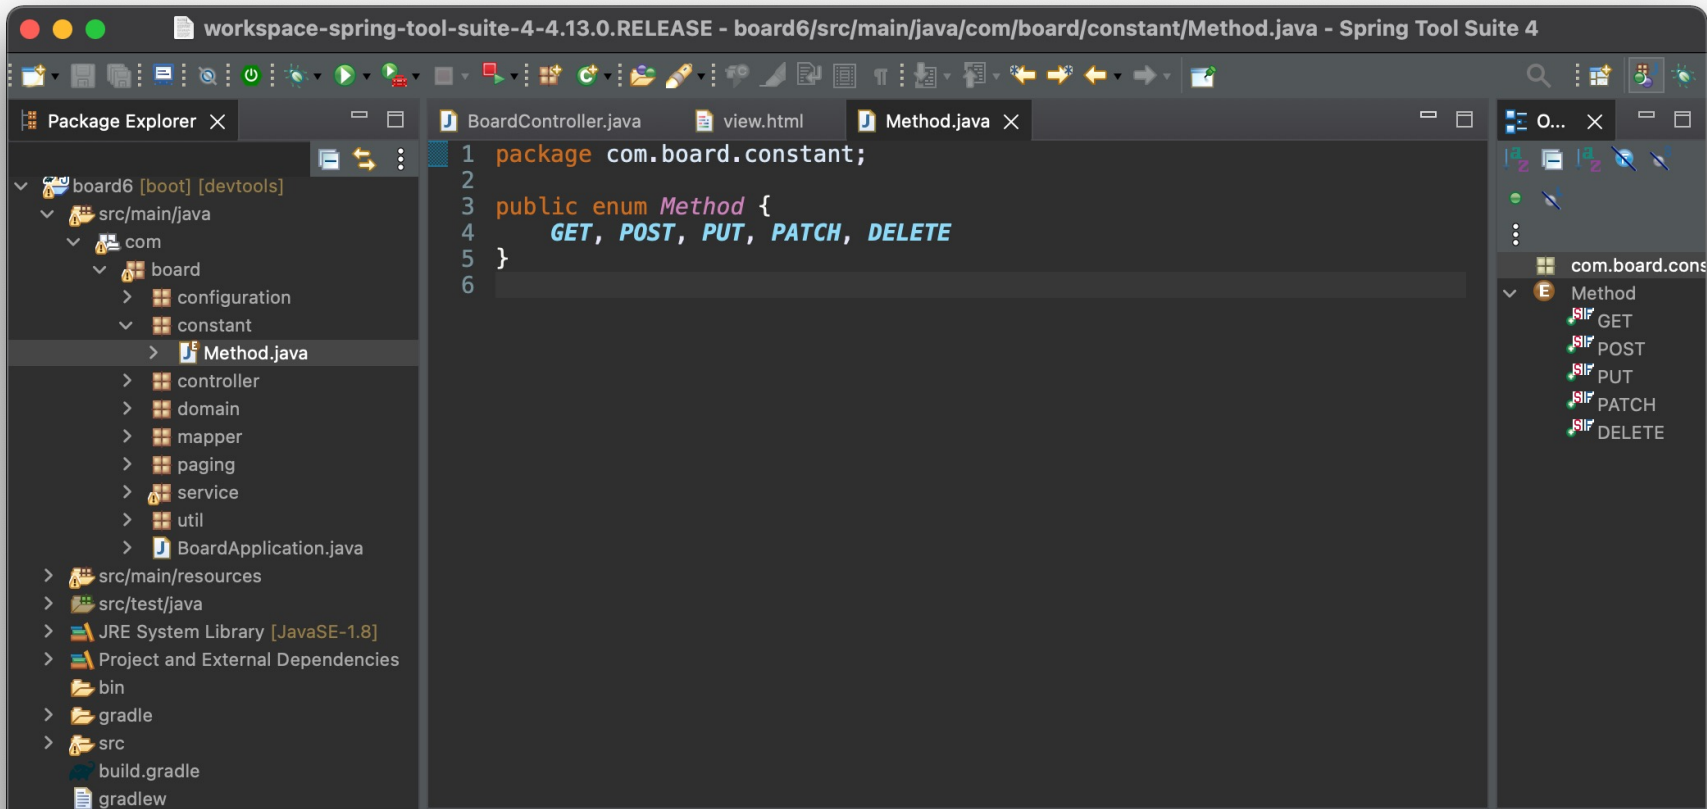 workspace-spring-tool-suite-4-4.13.0.RELEASE - board6/src/main/java/com/board/constant/Method.java - Spring Tool Suite 4
Package Explorer
board6 [boot] [devtools]
src/main/java
com
board
configuration
constant
Method.java
controller
domain
mapper
paging
service
util
BoardApplication.java
src/main/resources
src/test/java
JRE System Library [JavaSE-1.8]
Project and External Dependencies
bin
gradle
src
build.gradle
gradlew
BoardController.java view.html Method.java
1 package com.board.constant;
2
3 public enum Method {
4 GET, POST, PUT, PATCH, DELETE
5 }
6
O...
com.board.cons
Method
GET
POST
PUT
PATCH
DELETE